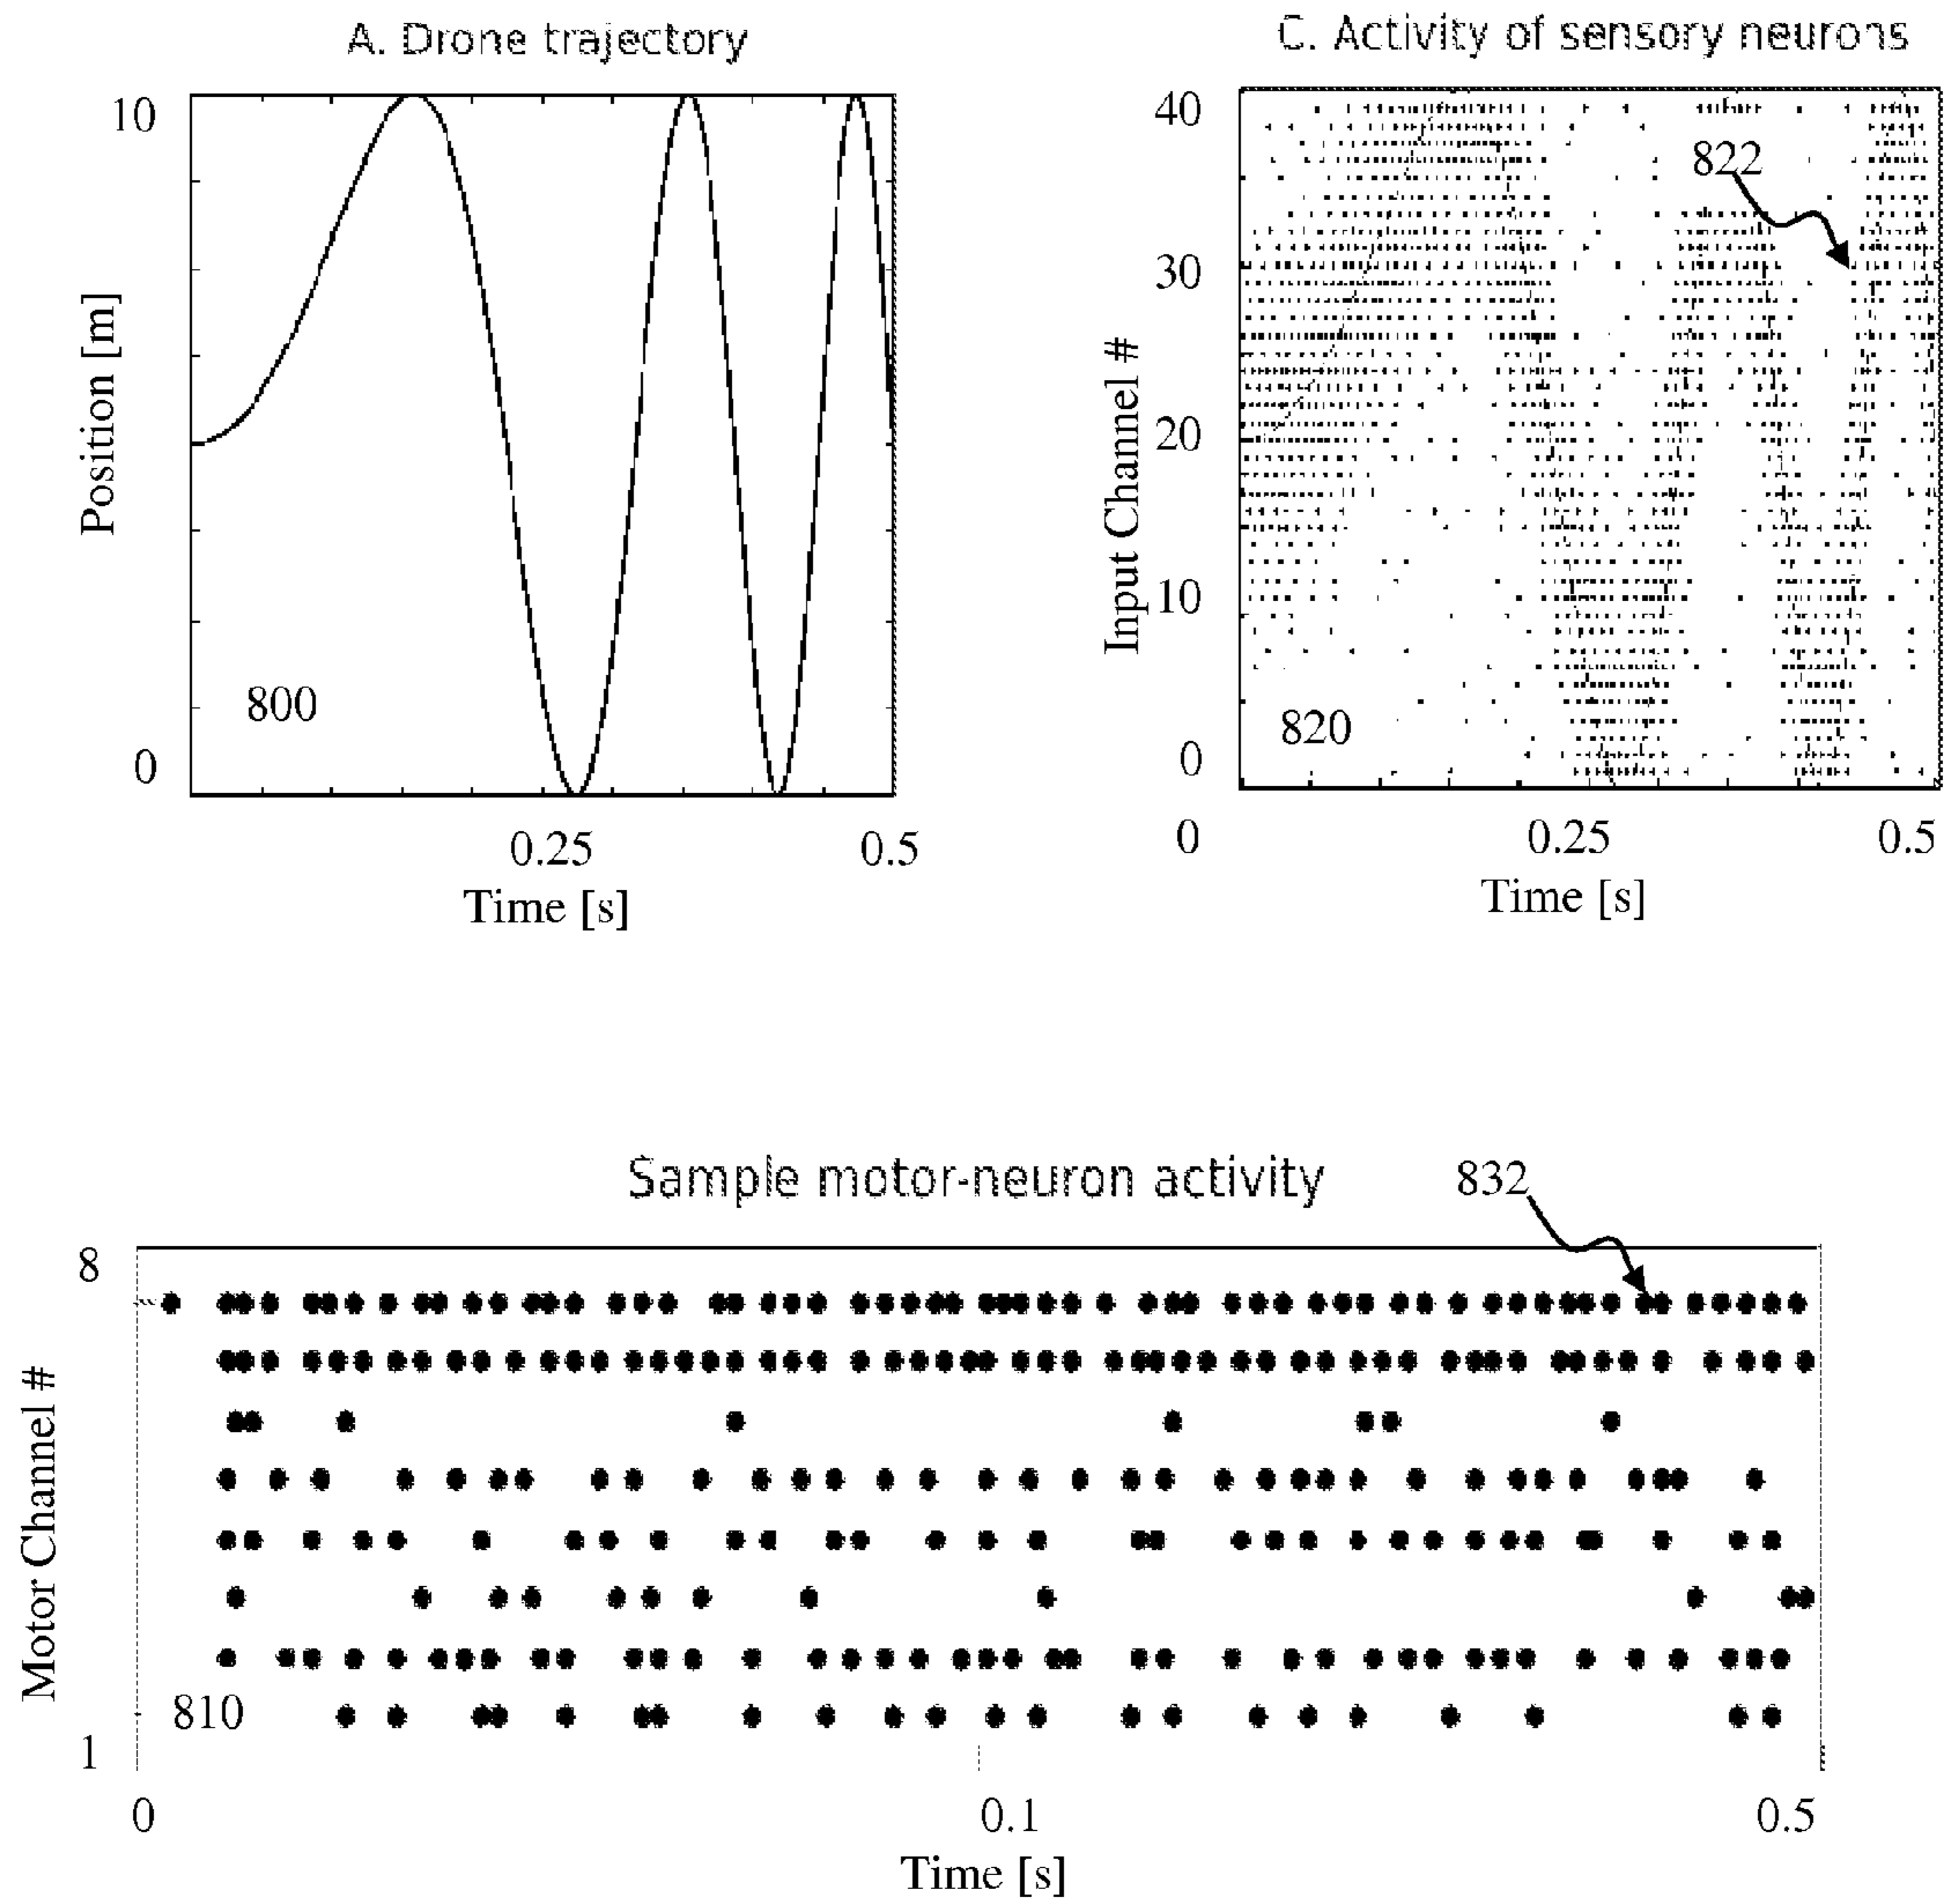 A. Drone trajectory
10
Position [m]
0
800
0.25
0.5
Time [s]
C. Activity of sensory neurons
40
822
30
Input Channel #
20
10
820
0
0
0.25
0.5
Time [s]
Sample motor-neuron activity
832
8
Motor Channel #
810
1
0
0.1
0.5
Time [s]